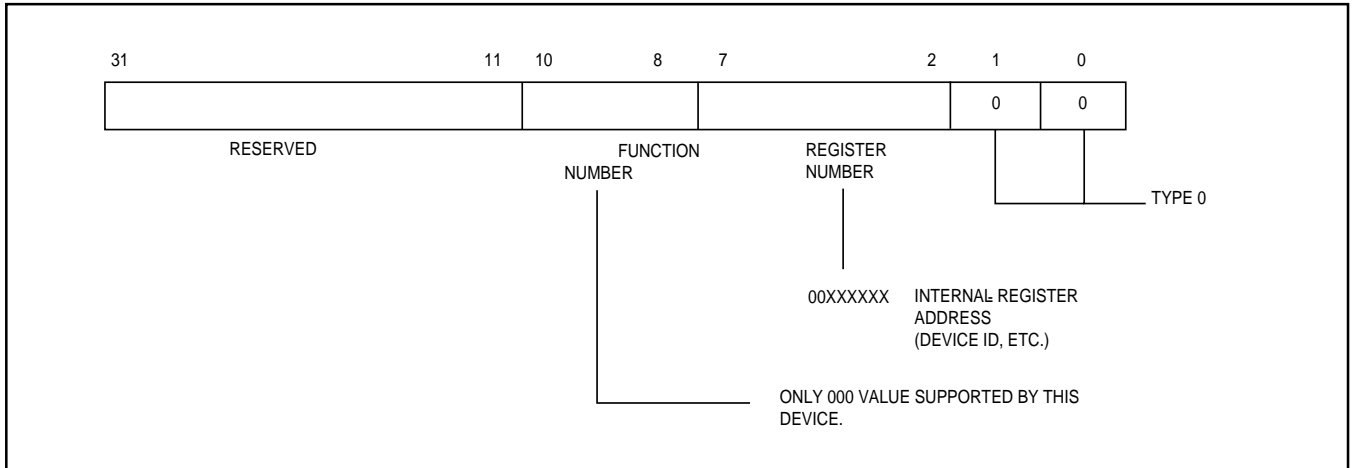 31 11 10 8 7 2 1 0
0 0
RESERVED
FUNCTION
NUMBER
REGISTER
NUMBER
TYPE 0
00XXXXXX
INTERNAL REGISTER
ADDRESS
(DEVICE ID, ETC.)
ONLY 000 VALUE SUPPORTED BY THIS
DEVICE.